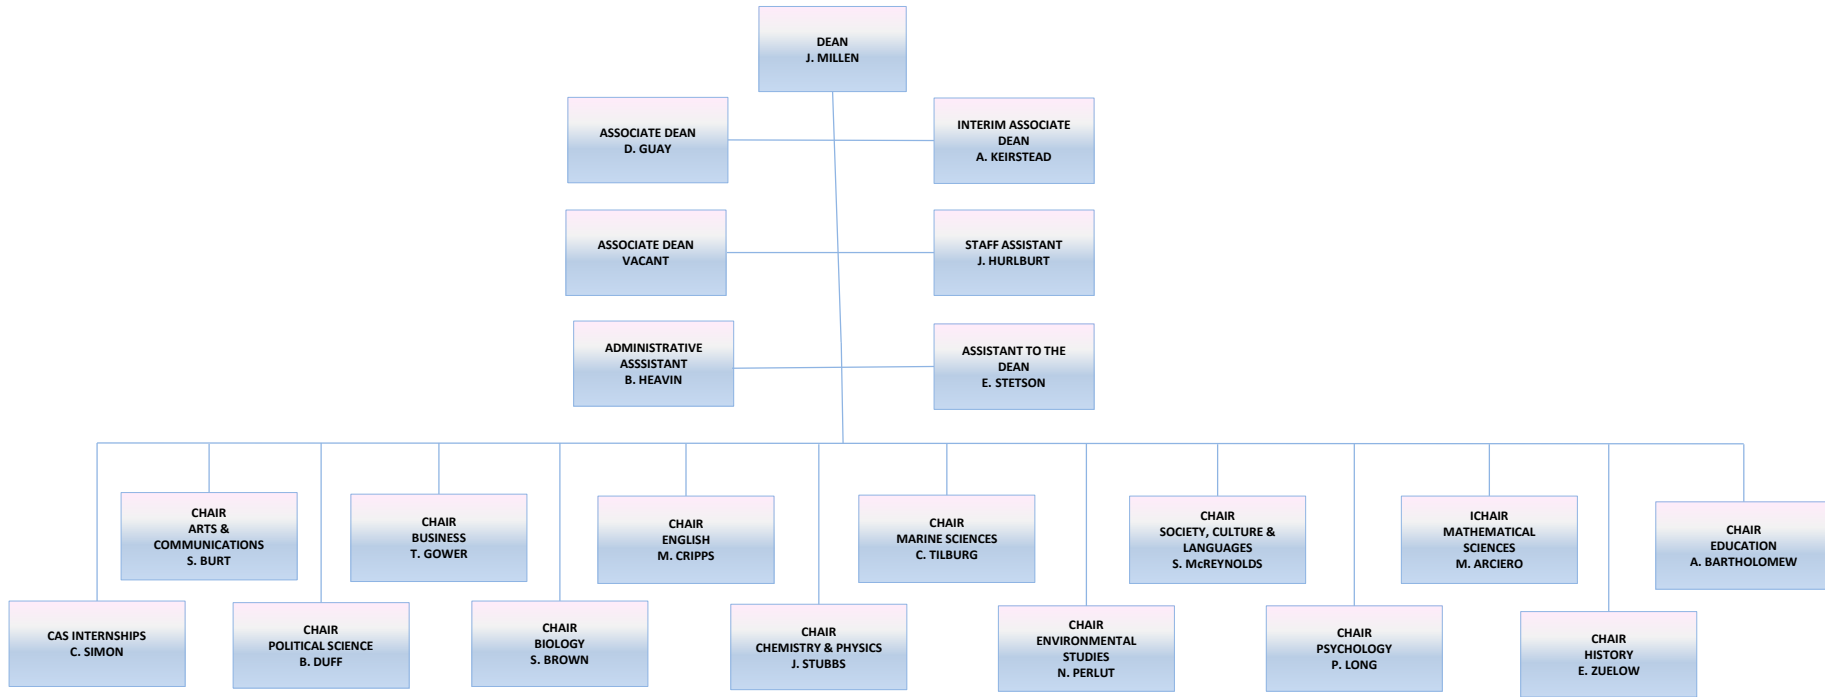 DEAN
J. MILLEN
ASSOCIATE DEAN
D. GUAY
INTERIM ASSOCIATE
DEAN
A. KEIRSTEAD
ASSOCIATE DEAN
VACANT
STAFF ASSISTANT
J. HURLBURT
ADMINISTRATIVE
ASSSISTANT
B. HEAVIN
ASSISTANT TO THE
DEAN
E. STETSON
CHAIR
ARTS &
COMMUNICATIONS
S. BURT
CHAIR
BUSINESS
T. GOWER
CHAIR
ENGLISH
M. CRIPPS
CHAIR
MARINE SCIENCES
C. TILBURG
CHAIR
SOCIETY, CULTURE &
LANGUAGES
S. McREYNOLDS
ICHAIR
MATHEMATICAL
SCIENCES
M. ARCIERO
CHAIR
EDUCATION
A. BARTHOLOMEW
CAS INTERNSHIPS
C. SIMON
CHAIR
POLITICAL SCIENCE
B. DUFF
CHAIR
BIOLOGY
S. BROWN
CHAIR
CHEMISTRY & PHYSICS
J. STUBBS
CHAIR
ENVIRONMENTAL
STUDIES
N. PERLUT
CHAIR
PSYCHOLOGY
P. LONG
CHAIR
HISTORY
E. ZUELOW